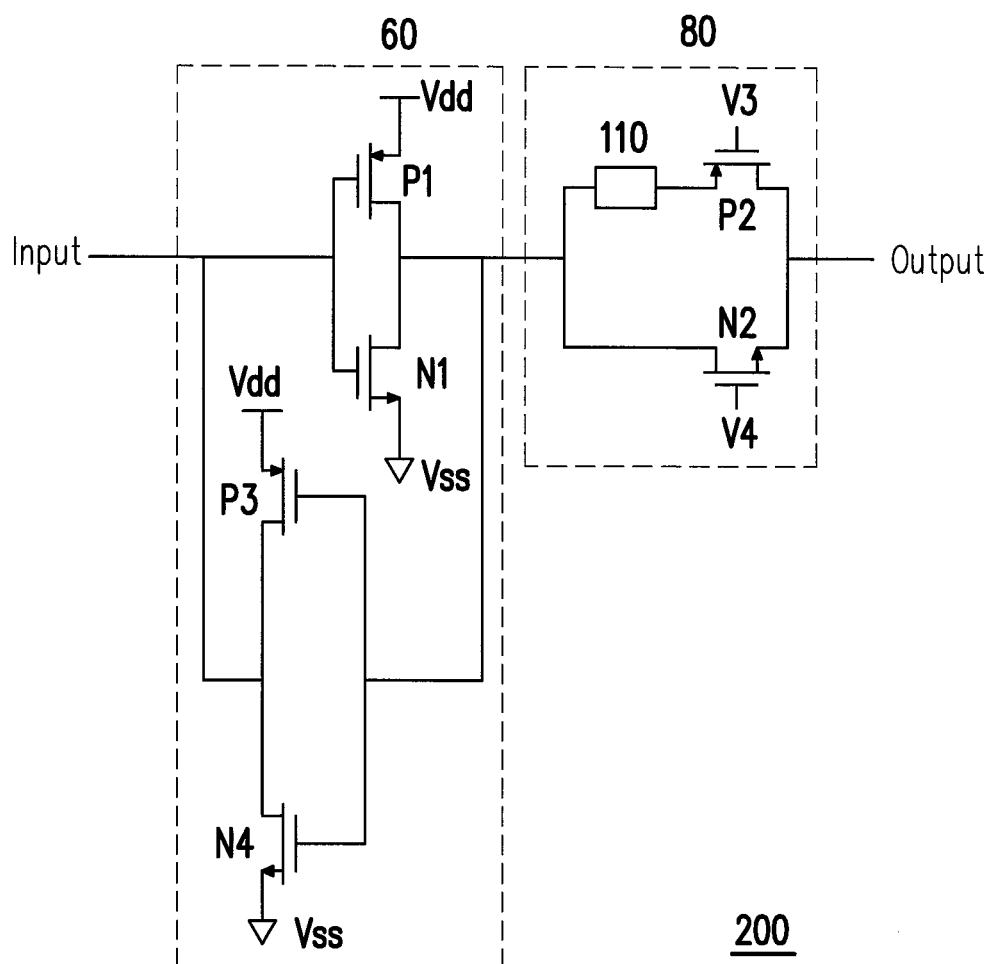 60
80
Vdd
V3
110
P1
P2
Input
Output
N2
N1
Vdd
V4
Vss
P3
N4
Vss
200